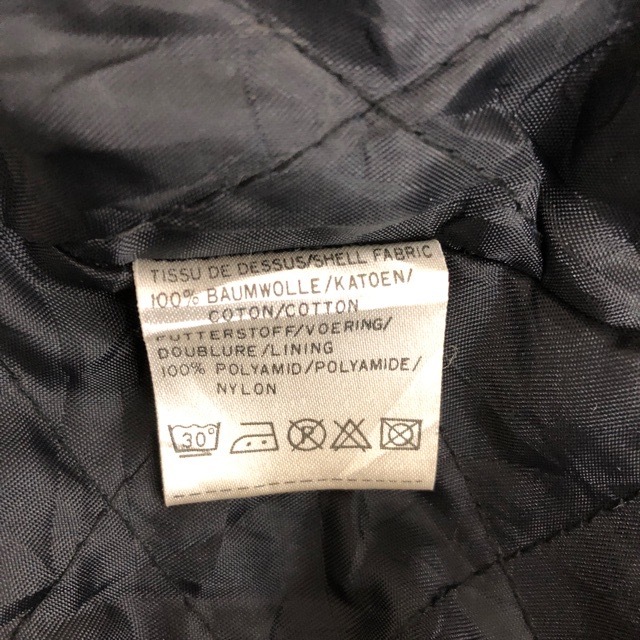 TISSU DE DESSUS/SHELL FABRIC
100% BAUMWOLLE/KATOEN/
COTON/COTTON
FUTTERSTOFF/VOERING/
DOUBLURE/LINING
100% POLYAMID/POLYAMIDE/
NYLON
30°